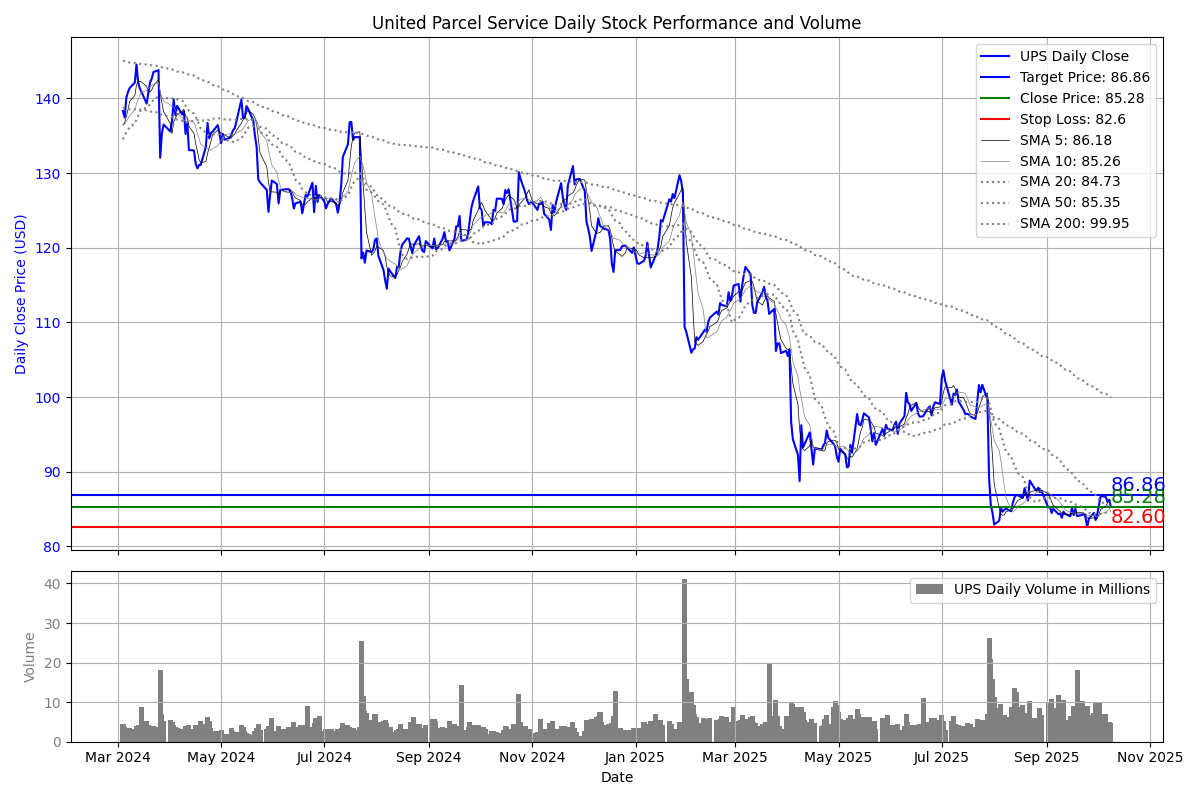 United Parcel Service Daily Stock Performance and Volume
Daily Close Price (USD)
140
130
120
110
100
90
80
UPS Daily Close
Target Price: 86.86
Close Price: 85.28
Stop Loss: 82.6
SMA 5: 86.18
SMA 10: 85.26
SMA 20: 84.73
SMA 50: 85.35
SMA 200: 99.95
86.86
85.28
82.60
Volume
40
30
20
10
0
UPS Daily Volume in Millions
Mar 2024 May 2024 Jul 2024 Sep 2024 Nov 2024 Jan 2025 Mar 2025 May 2025 Jul 2025 Sep 2025 Nov 2025
Date